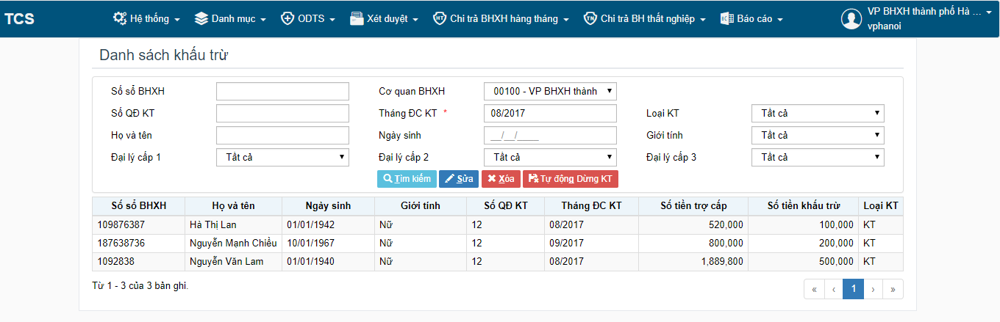 TCS Hệ thống Danh mục ODTS Xét duyệt Chi trả BHXH hàng tháng Chi trả BH thất nghiệp Báo cáo VP BHXH thành phố Hà ...
vphanoi
Danh sách khấu trừ
Số sổ BHXH Cơ quan BHXH 00100 - VP BHXH thành
Số QĐ KT Tháng ĐC KT * 08/2017 Loại KT Tất cả
Họ và tên Ngày sinh __/__/____ Giới tính Tất cả
Đại lý cấp 1 Tất cả Đại lý cấp 2 Tất cả Đại lý cấp 3 Tất cả
Tìm kiếm Sửa Xóa Tự động Dừng KT
Số sổ BHXH Họ và tên Ngày sinh Giới tính Số QĐ KT Tháng ĐC KT Số tiền trợ cấp Số tiền khấu trừ Loại KT
109876387 Hà Thị Lan 01/01/1942 Nữ 12 08/2017 520,000 100,000 KT
187638736 Nguyễn Mạnh Chiều 10/01/1967 Nữ 12 09/2017 800,000 200,000 KT
1092838 Nguyễn Văn Lam 01/01/1940 Nữ 12 08/2017 1,889,800 500,000 KT
Từ 1 - 3 của 3 bản ghi. « ‹ 1 › »